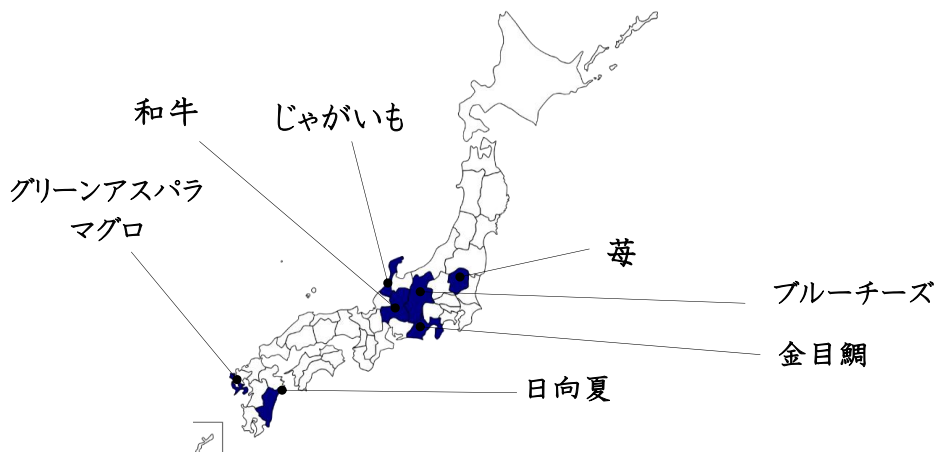 和牛
じゃがいも
グリーンアスパラ
マグロ
苺
ブルーチーズ
金目鯛
日向夏